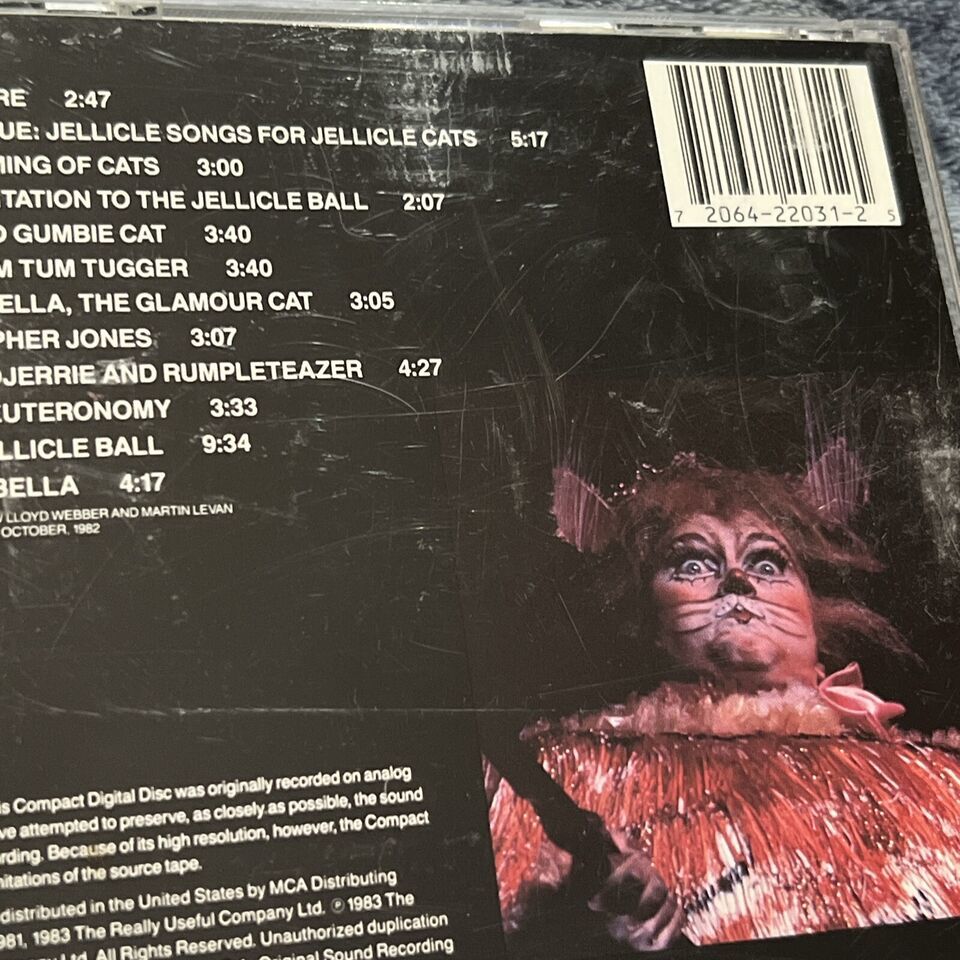 RE 2:47
UE: JELLICLE SONGS FOR JELLICLE CATS 5:17
MING OF CATS 3:00
TATION TO THE JELLICLE BALL 2:07
D GUMBIE CAT 3:40
M TUM TUGGER 3:40
ELLA, THE GLAMOUR CAT 3:05
PHER JONES 3:07
OJERRIE AND RUMPLETEAZER 4:27
EUTERONOMY 3:33
LLICLE BALL 9:34
BELLA 4:17
LLOYD WEBBER AND MARTIN LEVAN
OCTOBER, 1982
7 2064-22031-2 5
is Compact Digital Disc was originally recorded on analog
ve attempted to preserve, as closely as possible, the sound
rding. Because of its high resolution, however, the Compact
mitations of the source tape.
distributed in the United States by MCA Distributing
981, 1983 The Really Useful Company Ltd. ℗ 1983 The
Ltd. All Rights Reserved. Unauthorized duplication
Original Sound Recording